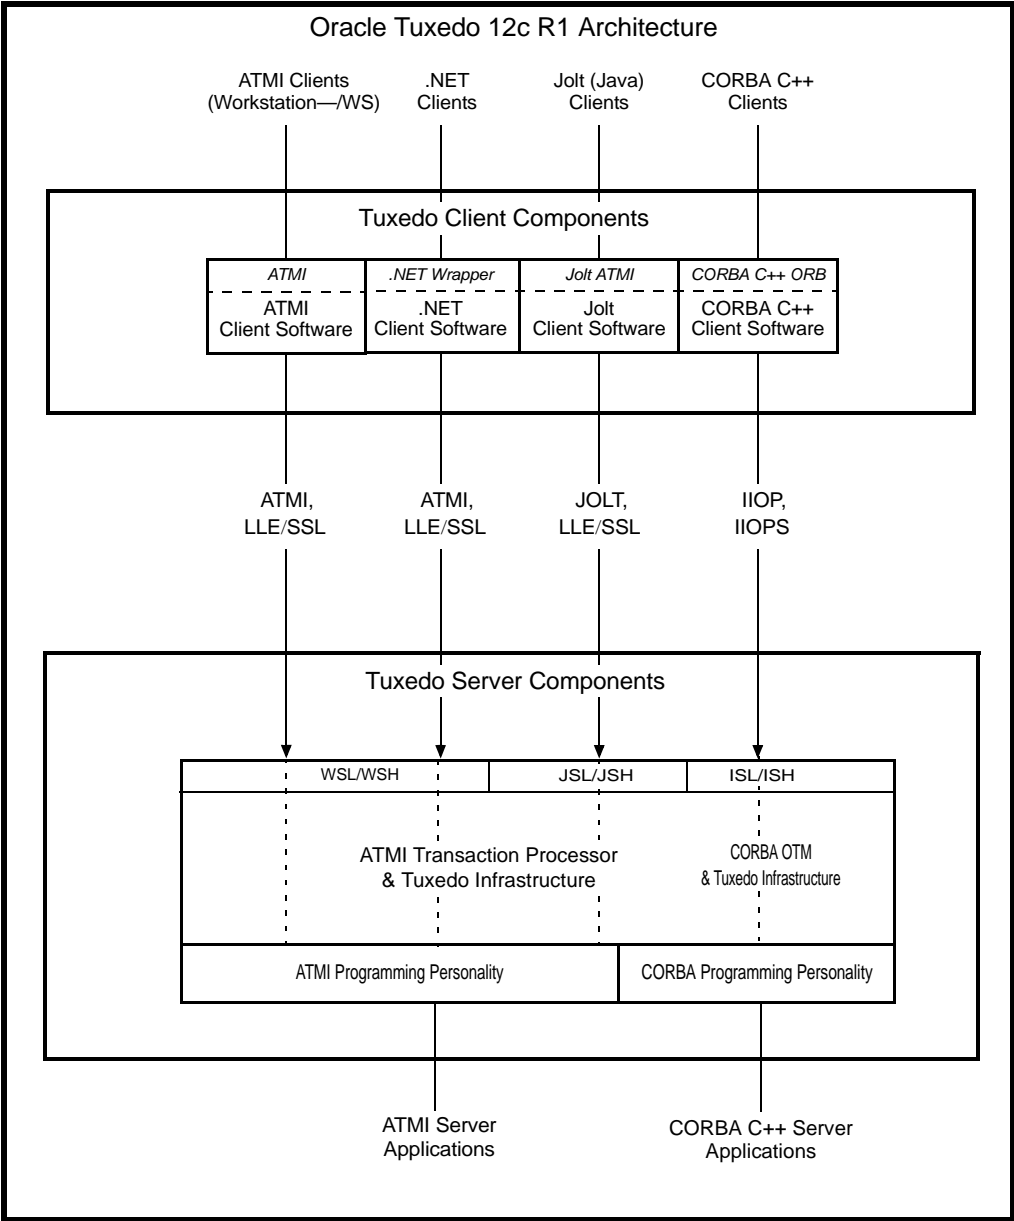 Oracle Tuxedo 12c R1 Architecture
ATMI Clients
(Workstation—/WS)
.NET
Clients
Jolt (Java)
Clients
CORBA C++
Clients
Tuxedo Client Components
ATMI
.NET Wrapper
Jolt ATMI
CORBA C++ ORB
ATMI
Client Software
.NET
Client Software
Jolt
Client Software
CORBA C++
Client Software
ATMI,
LLE/SSL
ATMI,
LLE/SSL
JOLT,
LLE/SSL
IIOP,
IIOPS
Tuxedo Server Components
WSL/WSH
JSL/JSH
ISL/ISH
ATMI Transaction Processor
& Tuxedo Infrastructure
CORBA OTM
& Tuxedo Infrastructure
ATMI Programming Personality
CORBA Programming Personality
ATMI Server
Applications
CORBA C++ Server
Applications